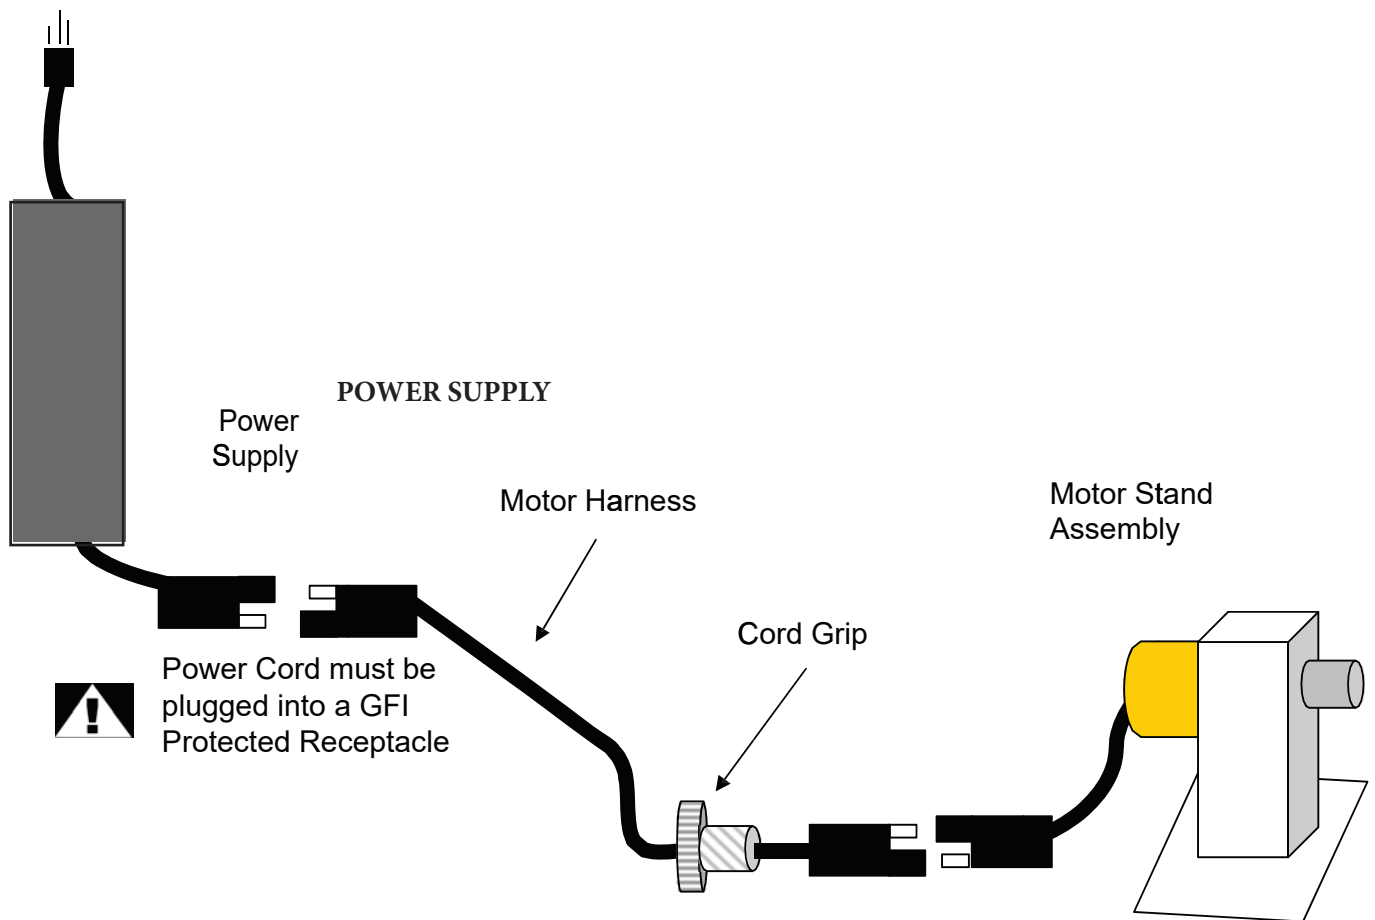 POWER SUPPLY
Power
Supply
Motor Harness
Motor Stand
Assembly
Cord Grip
Power Cord must be
plugged into a GFI
Protected Receptacle
!